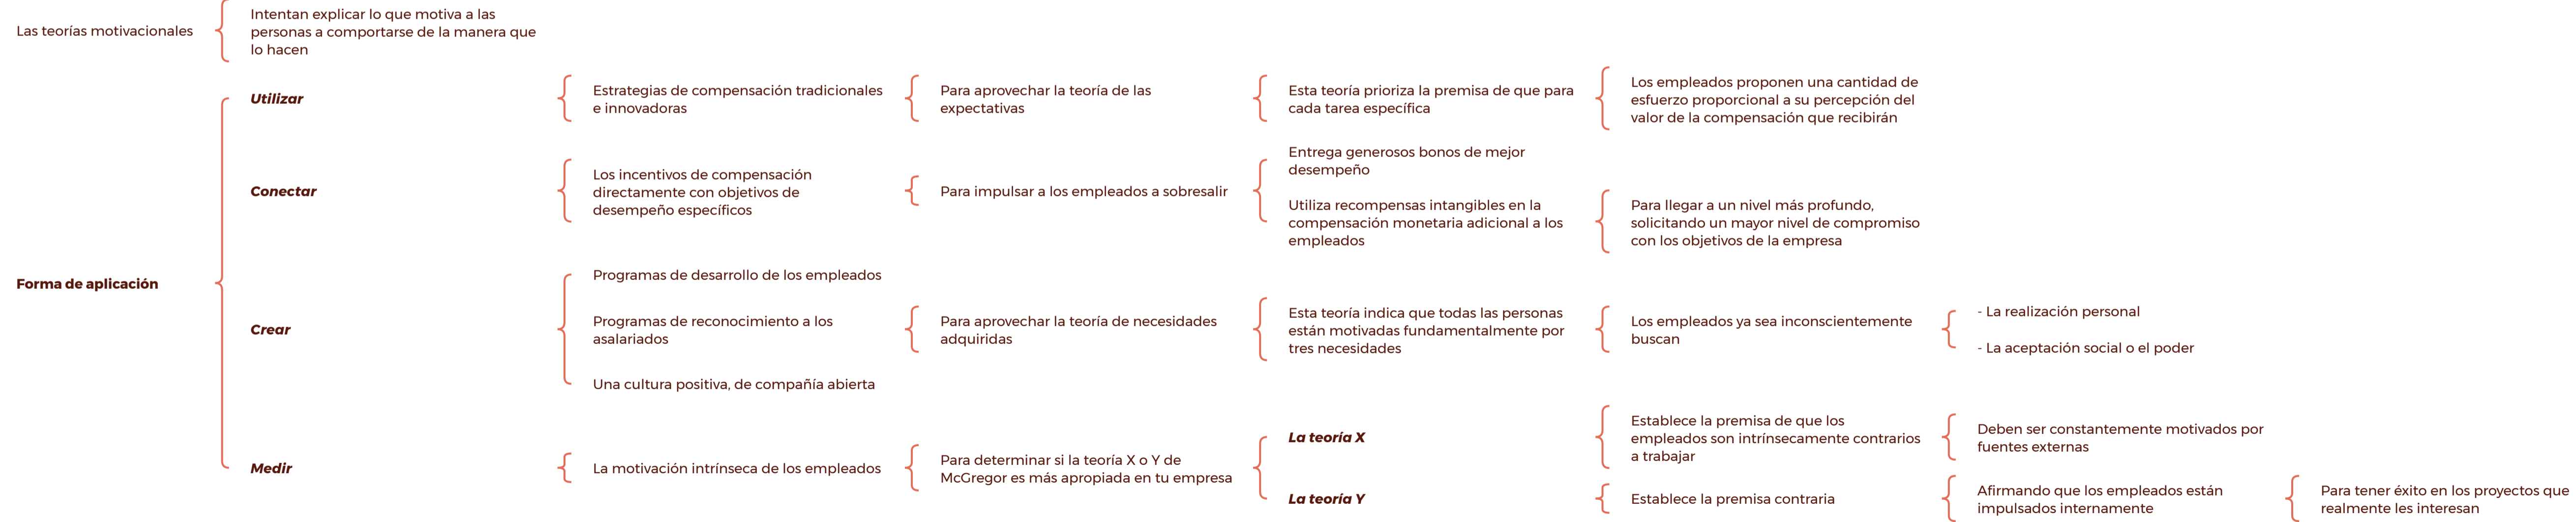 Las teorías motivacionales
Intentan explicar lo que motiva a las
personas a comportarse de la manera que
lo hacen
Forma de aplicación
Utilizar
Estrategias de compensación tradicionales
e innovadoras
Para aprovechar la teoría de las
expectativas
Esta teoría prioriza la premisa de que para
cada tarea específica
Los empleados proponen una cantidad de
esfuerzo proporcional a su percepción del
valor de la compensación que recibirán
Conectar
Los incentivos de compensación
directamente con objetivos de
desempeño específicos
Para impulsar a los empleados a sobresalir
Entrega generosos bonos de mejor
desempeño
Utiliza recompensas intangibles en la
compensación monetaria adicional a los
empleados
Para llegar a un nivel más profundo,
solicitando un mayor nivel de compromiso
con los objetivos de la empresa
Crear
Programas de desarrollo de los empleados
Programas de reconocimiento a los
asalariados
Una cultura positiva, de compañía abierta
Para aprovechar la teoría de necesidades
adquiridas
Esta teoría indica que todas las personas
están motivadas fundamentalmente por
tres necesidades
Los empleados ya sea inconscientemente
buscan
- La realización personal
- La aceptación social o el poder
Medir
La motivación intrínseca de los empleados
Para determinar si la teoría X o Y de
McGregor es más apropiada en tu empresa
La teoría X
Establece la premisa de que los
empleados son intrínsecamente contrarios
a trabajar
Deben ser constantemente motivados por
fuentes externas
La teoría Y
Establece la premisa contraria
Afirmando que los empleados están
impulsados internamente
Para tener éxito en los proyectos que
realmente les interesan